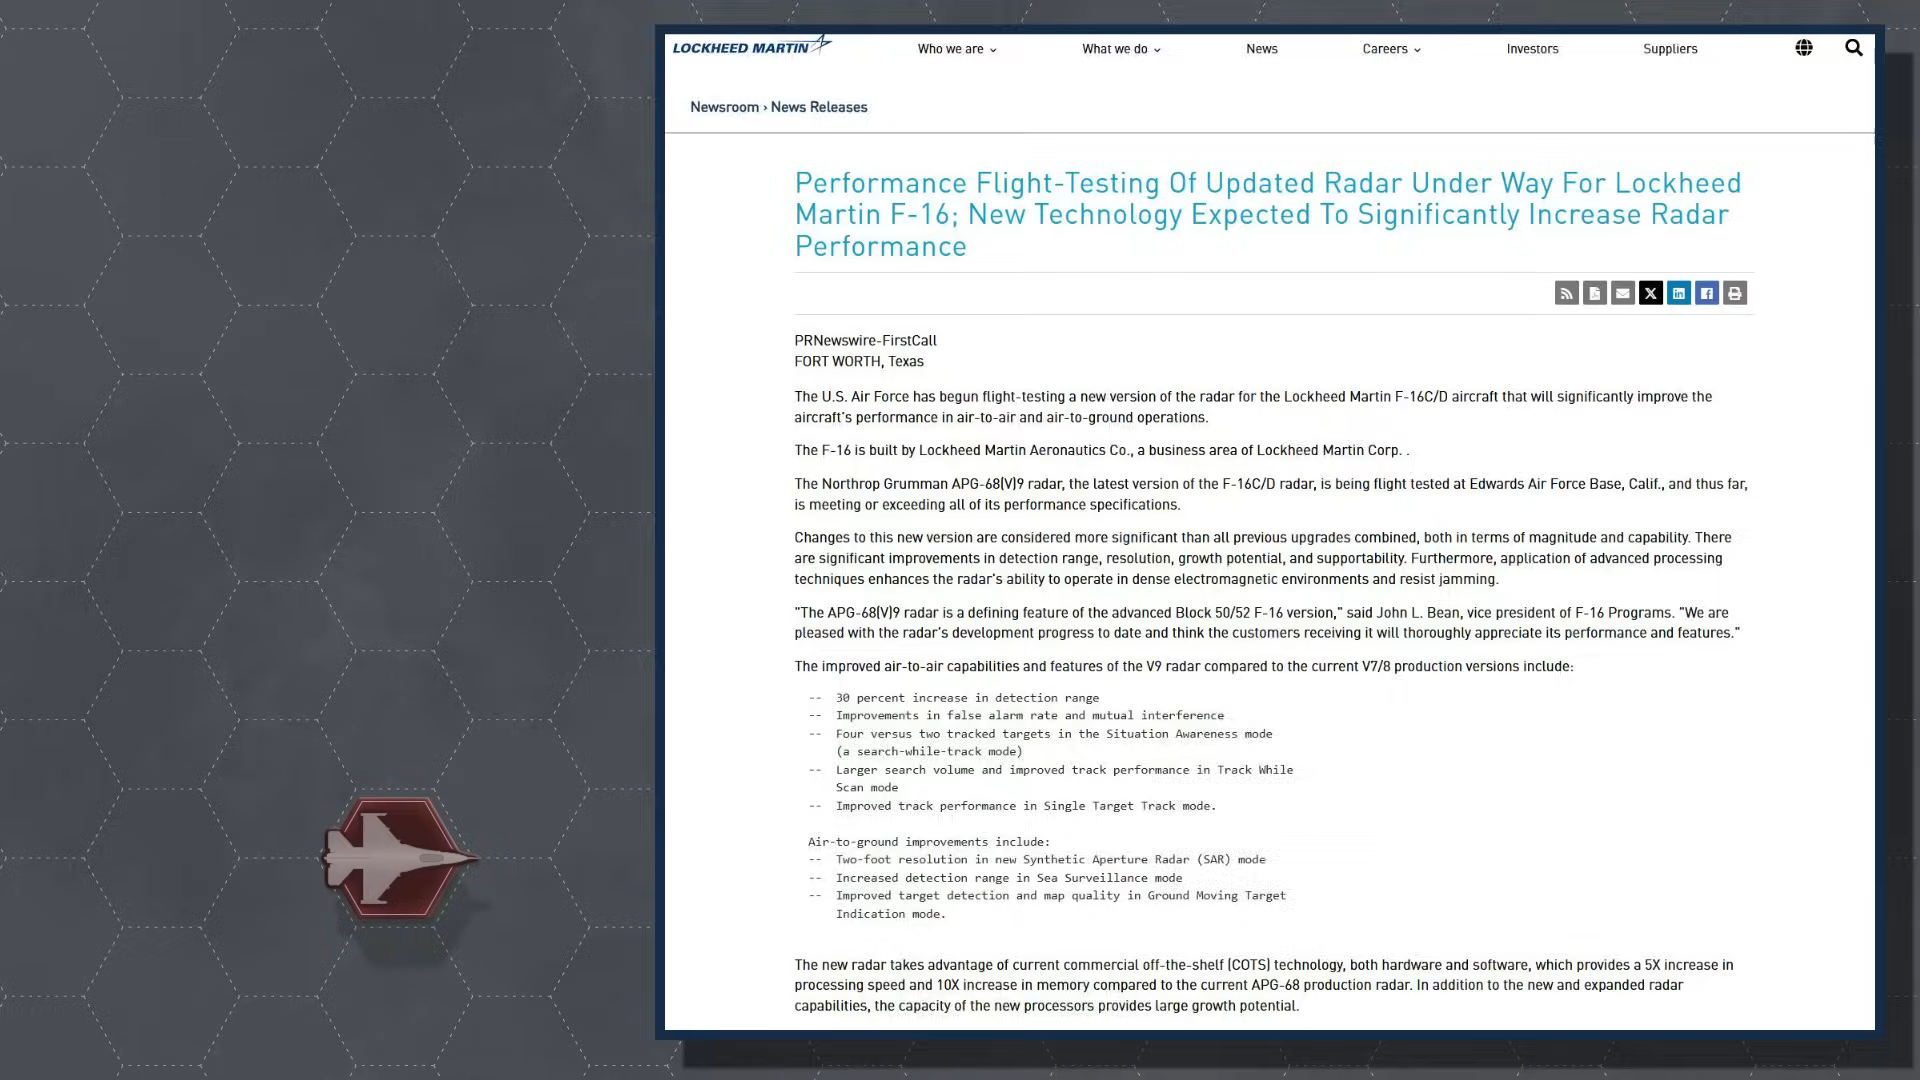 LOCKHEED MARTIN
Who we are
What we do
News
Careers
Investors
Suppliers
Newsroom › News Releases
Performance Flight-Testing Of Updated Radar Under Way For Lockheed
Martin F-16; New Technology Expected To Significantly Increase Radar
Performance
PRNewswire-FirstCall
FORT WORTH, Texas
The U.S. Air Force has begun flight-testing a new version of the radar for the Lockheed Martin F-16C/D aircraft that will significantly improve the
aircraft's performance in air-to-air and air-to-ground operations.
The F-16 is built by Lockheed Martin Aeronautics Co., a business area of Lockheed Martin Corp. .
The Northrop Grumman APG-68(V)9 radar, the latest version of the F-16C/D radar, is being flight tested at Edwards Air Force Base, Calif., and thus far,
is meeting or exceeding all of its performance specifications.
Changes to this new version are considered more significant than all previous upgrades combined, both in terms of magnitude and capability. There
are significant improvements in detection range, resolution, growth potential, and supportability. Furthermore, application of advanced processing
techniques enhances the radar's ability to operate in dense electromagnetic environments and resist jamming.
"The APG-68(V)9 radar is a defining feature of the advanced Block 50/52 F-16 version," said John L. Bean, vice president of F-16 Programs. "We are
pleased with the radar's development progress to date and think the customers receiving it will thoroughly appreciate its performance and features."
The improved air-to-air capabilities and features of the V9 radar compared to the current V7/8 production versions include:
-- 30 percent increase in detection range
-- Improvements in false alarm rate and mutual interference
-- Four versus two tracked targets in the Situation Awareness mode
(a search-while-track mode)
-- Larger search volume and improved track performance in Track While
Scan mode
-- Improved track performance in Single Target Track mode.
Air-to-ground improvements include:
-- Two-foot resolution in new Synthetic Aperture Radar (SAR) mode
-- Increased detection range in Sea Surveillance mode
-- Improved target detection and map quality in Ground Moving Target
Indication mode.
The new radar takes advantage of current commercial off-the-shelf (COTS) technology, both hardware and software, which provides a 5X increase in
processing speed and 10X increase in memory compared to the current APG-68 production radar. In addition to the new and expanded radar
capabilities, the capacity of the new processors provides large growth potential.